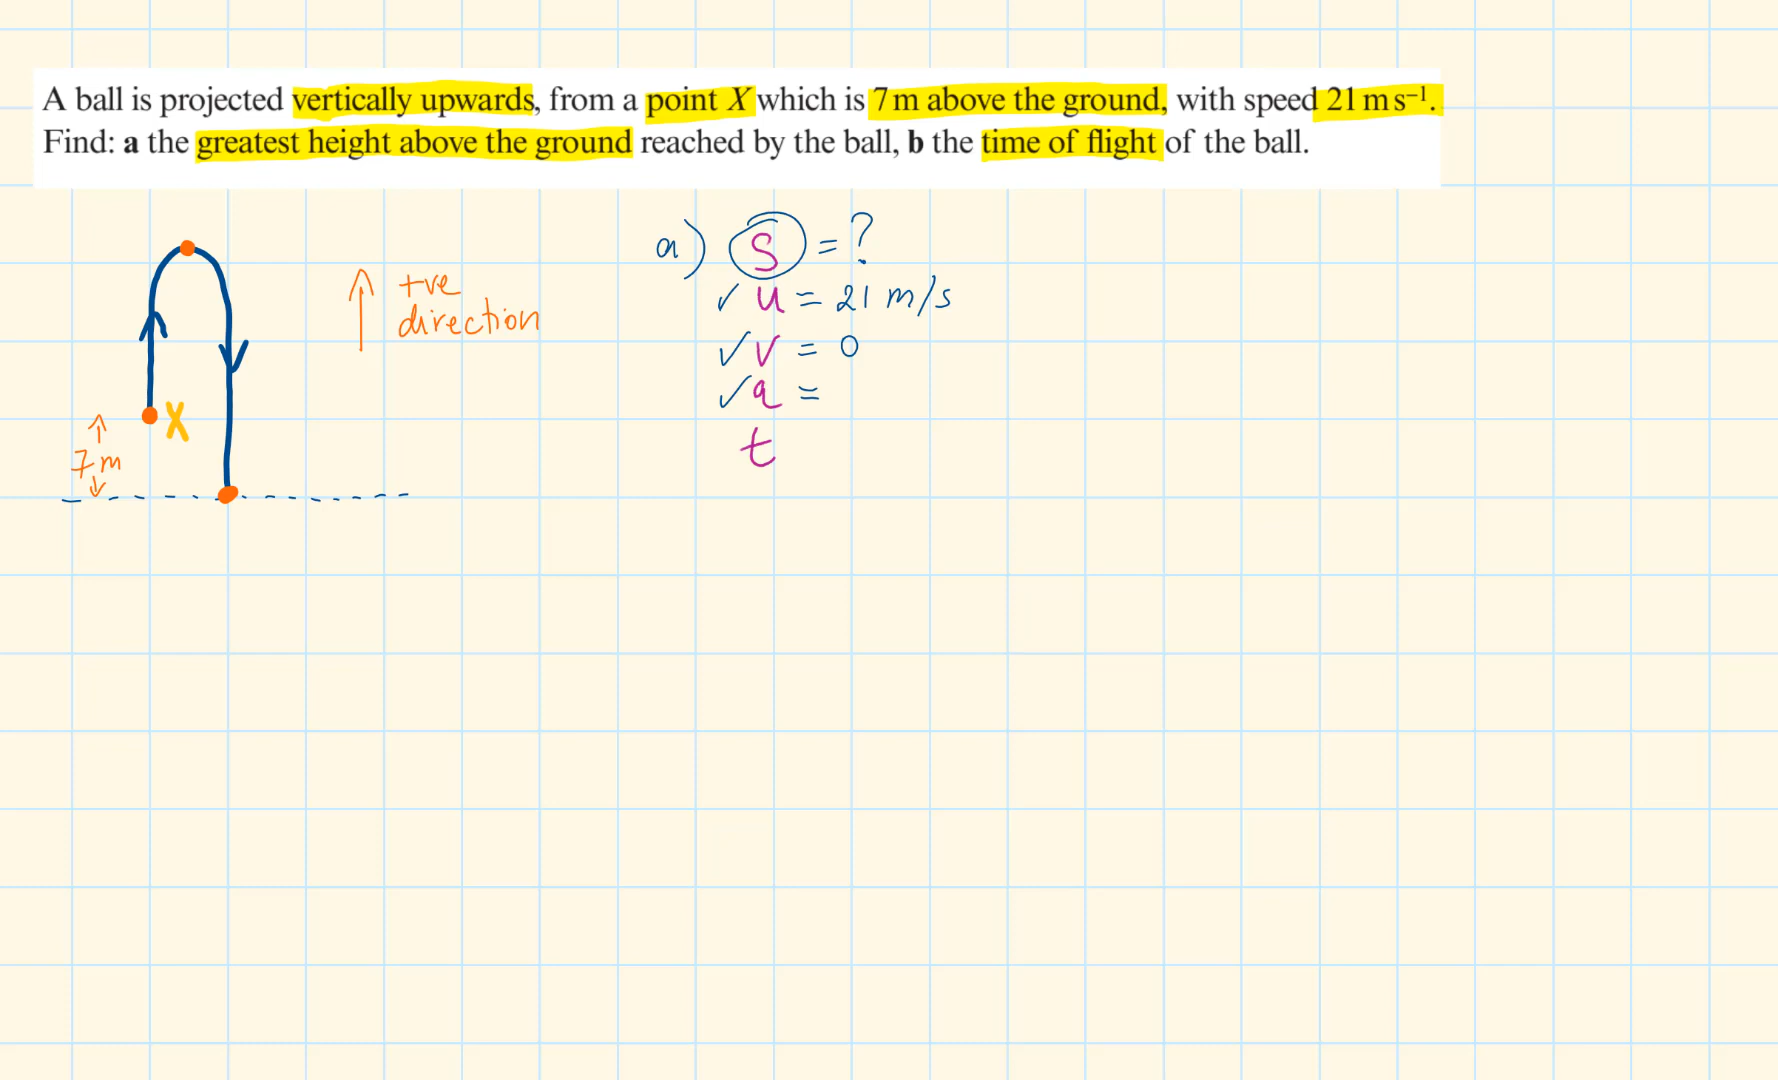 A ball is projected vertically upwards, from a point X which is 7 m above the ground, with speed 21 m s⁻¹.
Find: a the greatest height above the ground reached by the ball, b the time of flight of the ball.
a) s = ?
✓ u = 21 m/s
✓ v = 0
✓ a =
t
+ve
direction
X
7m